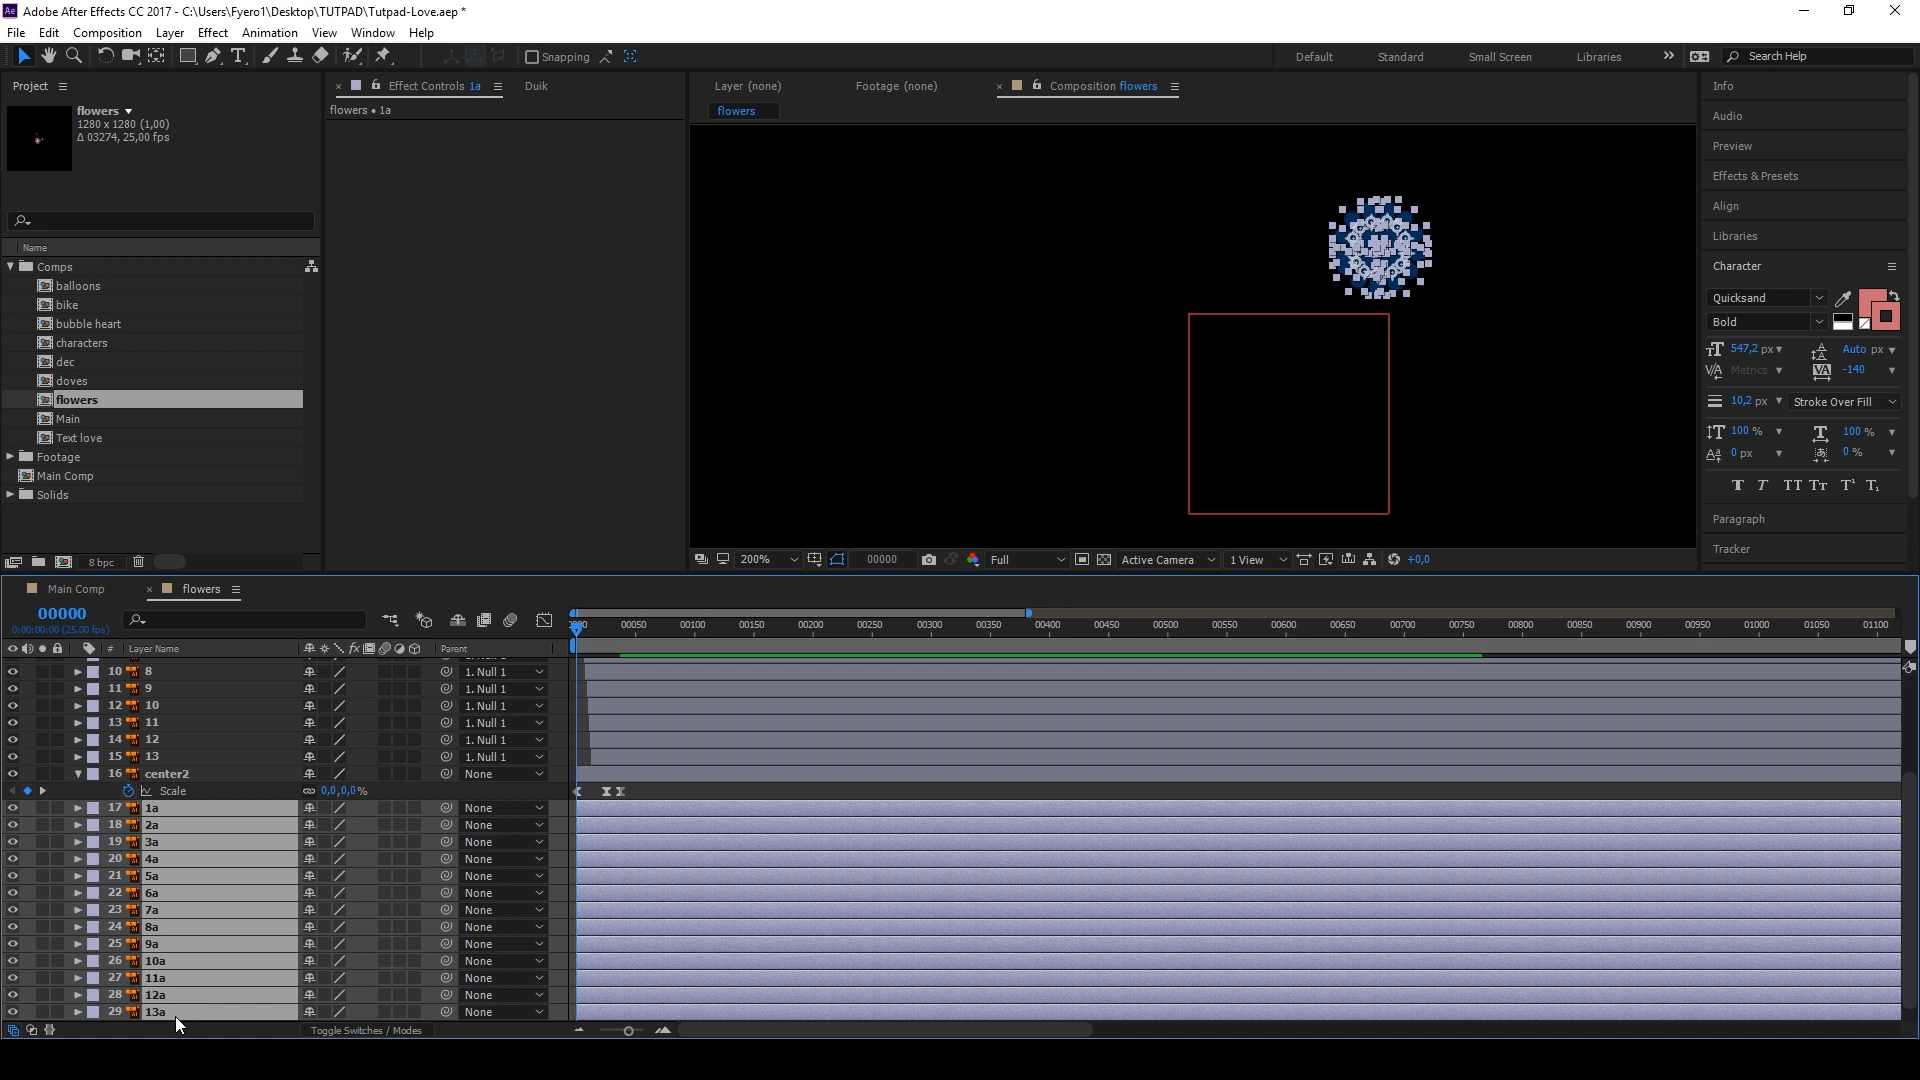 Adobe After Effects CC 2017 - C:\Users\Fyero1\Desktop\TUTPAD\Tutpad-Love.aep *
File Edit Composition Layer Effect Animation View Window Help
Snapping
Default Standard Small Screen Libraries Search Help
Project
flowers
1280 x 1280 (1,00)
Δ 03274, 25,00 fps
Name
Comps
balloons
bike
bubble heart
characters
dec
doves
flowers
Main
Text love
Footage
Main Comp
Solids
8 bpc
Effect Controls 1a Duik
flowers • 1a
Layer (none) Footage (none) Composition flowers
flowers
200% 00000 Full Active Camera 1 View +0,0
Info
Audio
Preview
Effects & Presets
Align
Libraries
Character
Quicksand
Bold
547,2 px Auto px
Metrics -140
10,2 px Stroke Over Fill
100 % 100 %
0 px 0 %
T T TT Tt T¹ T₁
Paragraph
Tracker
Main Comp flowers
00000
0:00:00:00 (25.00 fps)
00050 00100 00150 00200 00250 00300 00350 00400 00450 00500 00550 00600 00650 00700 00750 00800 00850 00900 00950 01000 01050 01100
# Layer Name Parent
10 8 1. Null 1
11 9 1. Null 1
12 10 1. Null 1
13 11 1. Null 1
14 12 1. Null 1
15 13 1. Null 1
16 center2 None
Scale 0,0,0,0%
17 1a None
18 2a None
19 3a None
20 4a None
21 5a None
22 6a None
23 7a None
24 8a None
25 9a None
26 10a None
27 11a None
28 12a None
29 13a None
Toggle Switches / Modes